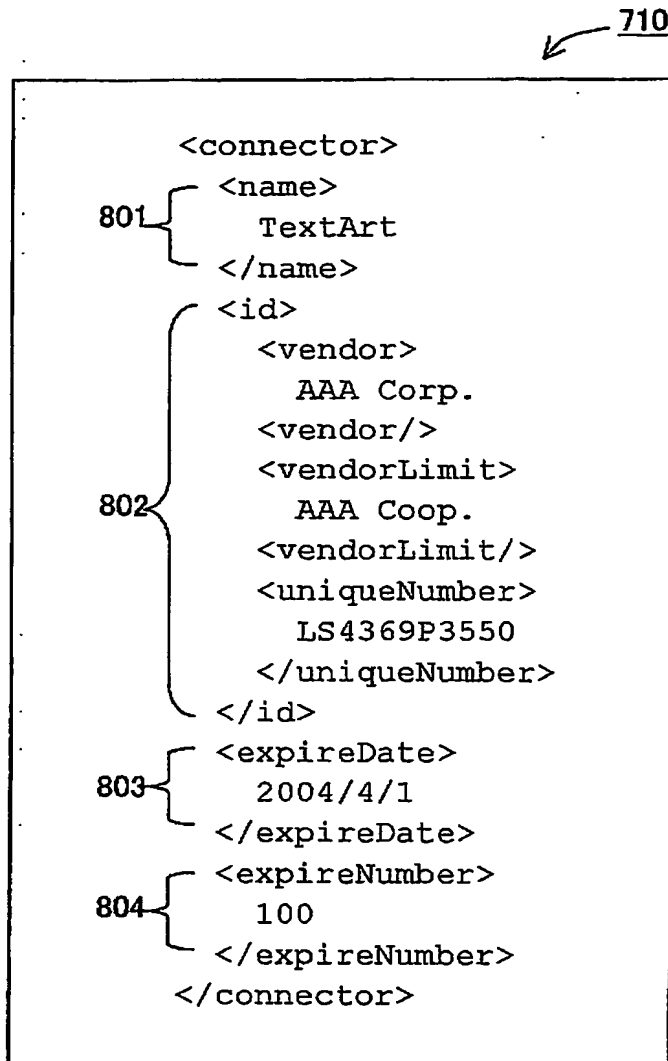 710
<connector>
801 <name>
TextArt
</name>
<id>
<vendor>
AAA Corp.
<vendor/>
<vendorLimit>
802 AAA Coop.
<vendorLimit/>
<uniqueNumber>
LS4369P3550
</uniqueNumber>
</id>
<expireDate>
803 2004/4/1
</expireDate>
<expireNumber>
804 100
</expireNumber>
</connector>